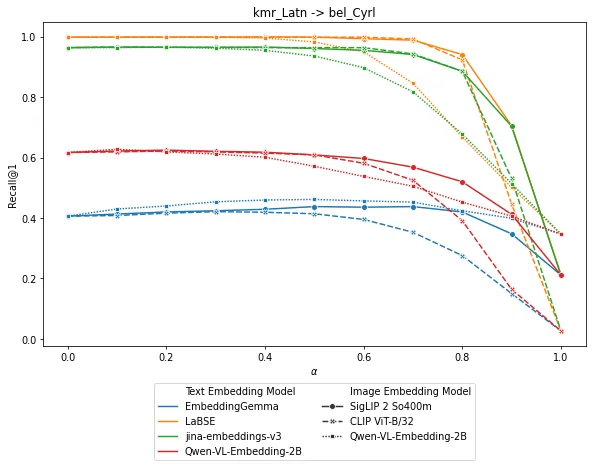 kmr_Latn -> bel_Cyrl
Recall@1
1.0
0.8
0.6
0.4
0.2
0.0
0.0 0.2 0.4 0.6 0.8 1.0
α
Text Embedding Model
EmbeddingGemma
LaBSE
jina-embeddings-v3
Qwen-VL-Embedding-2B
Image Embedding Model
SigLIP 2 So400m
CLIP ViT-B/32
Qwen-VL-Embedding-2B